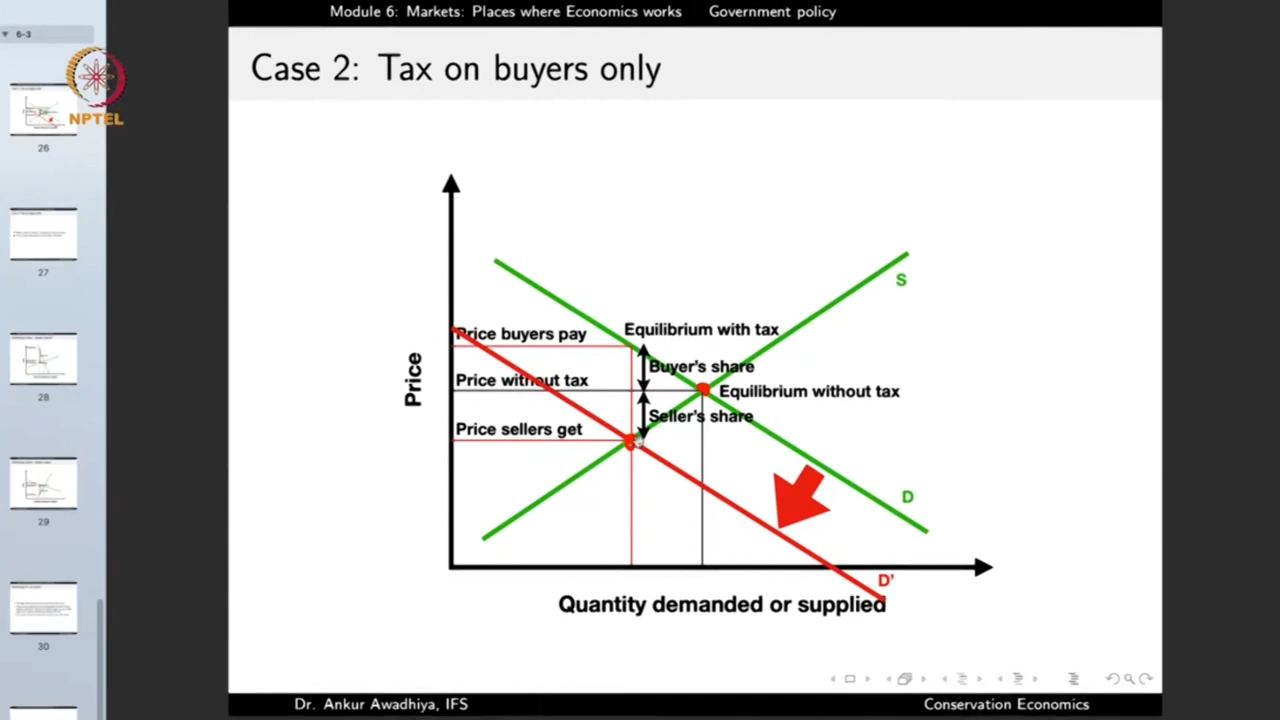 Module 6: Markets: Places where Economics works Government policy
6-3
NPTEL
Case 2: Tax on buyers only
26
27
28
29
30
S
Price buyers pay
Equilibrium with tax
Buyer's share
Price without tax
Equilibrium without tax
Seller's share
Price sellers get
Price
D
D'
Quantity demanded or supplied
Dr. Ankur Awadhiya, IFS Conservation Economics